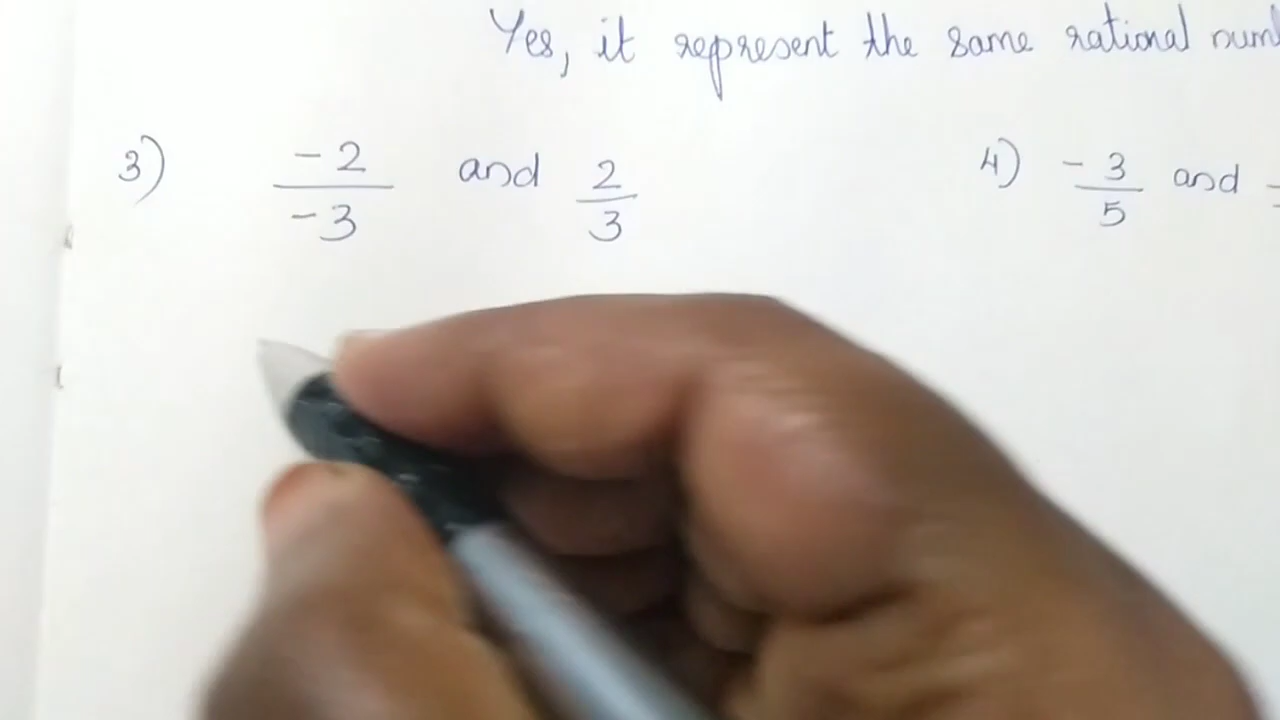 Yes, it represent the same rational
3) -2/-3 and 2/3
4) -3/5 and